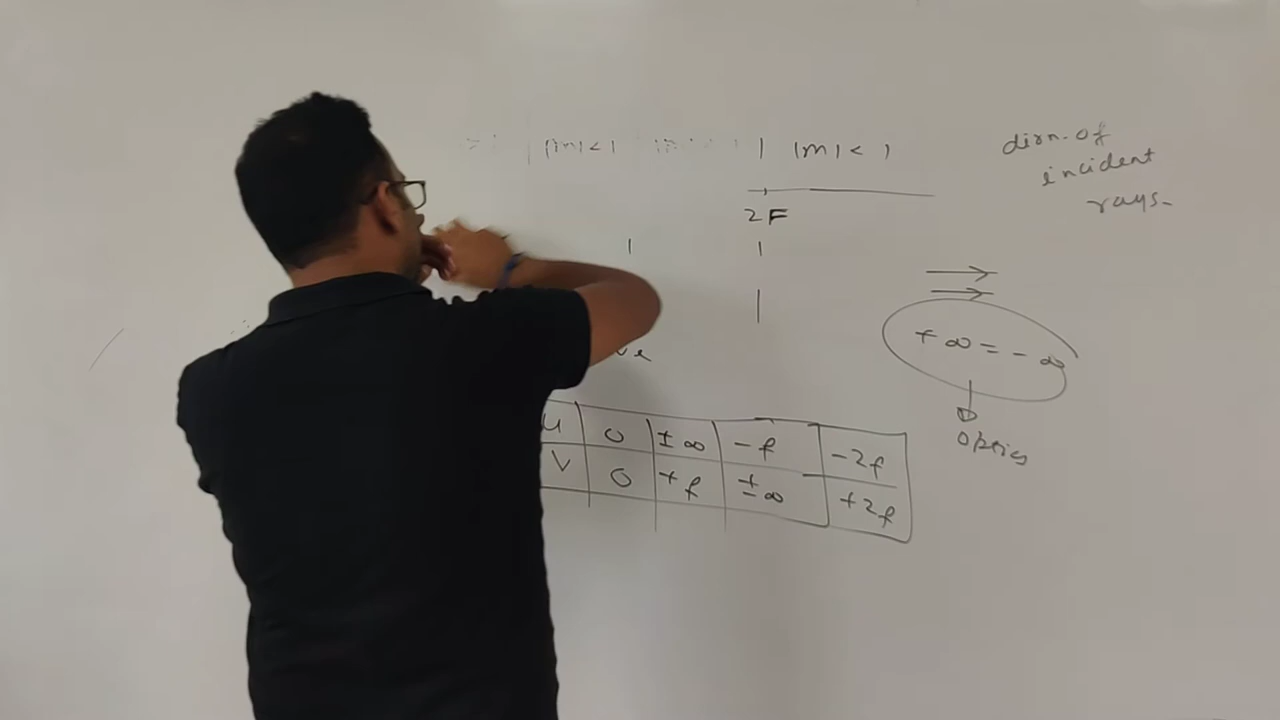 |m|<1
| |m| < 1
dirn. of
incident
rays.
2F
+∞ = -∞
optics
u 0 ±∞ -f -2f
v 0 +f ±∞ +2f